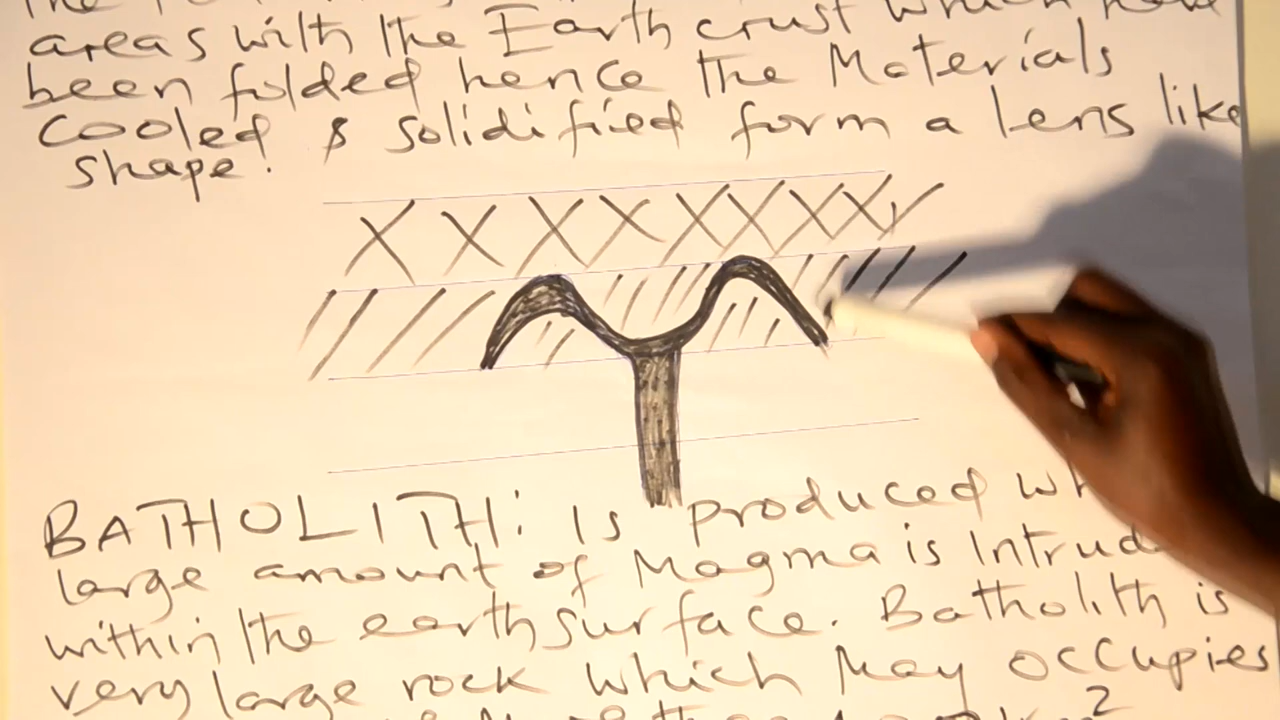 areas with the Earth crust which have
been folded hence the Materials
cooled & solidified form a lens like
shape.
BATHOLITH: Is produced wh
large amount of Magma is Intrud
within the earth surface. Batholith is
very large rock which May occupies